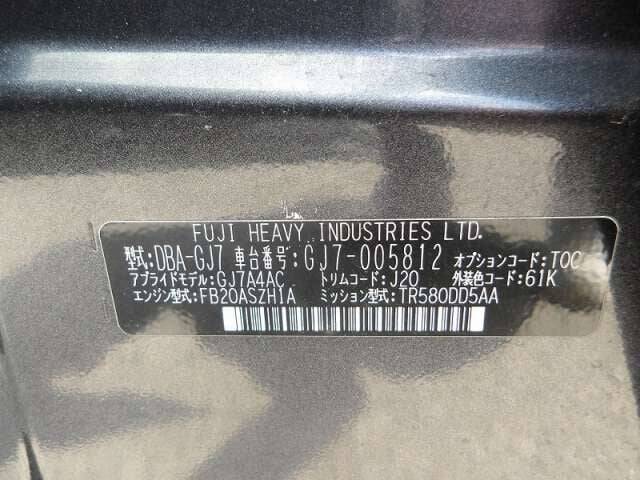 FUJI HEAVY INDUSTRIES LTD.
型式:DBA-GJ7 車台番号:GJ7-005812 オプションコード:TOC
アプライドモデル:GJ7A4AC トリムコード:J20 外装色コード:61K
エンジン型式:FB20ASZH1A ミッション型式:TR580DD5AA